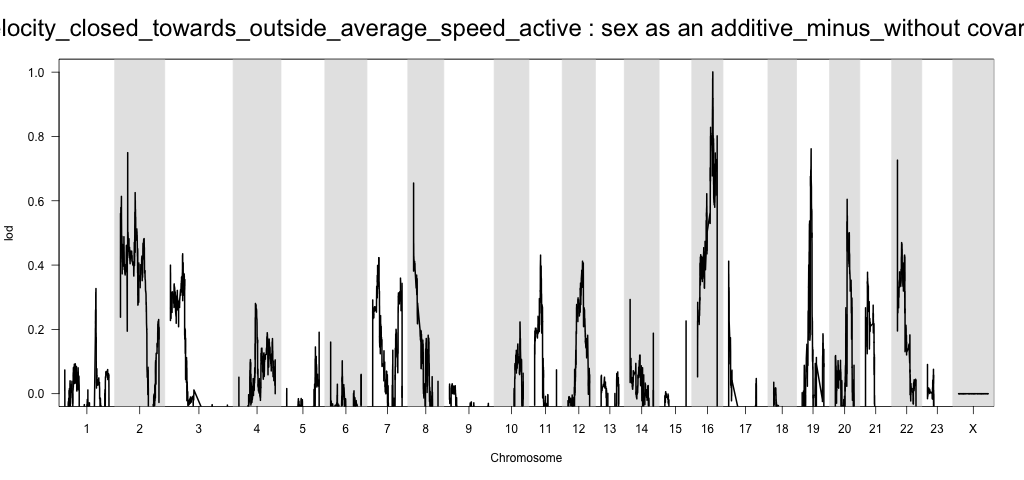 elocity_closed_towards_outside_average_speed_active : sex as an additive_minus_without covar
1.0
0.8
0.6
0.4
0.2
0.0
lod
1 2 3 4 5 6 7 8 9 10 11 12 13 14 15 16 17 18 19 20 21 22 23 X
Chromosome